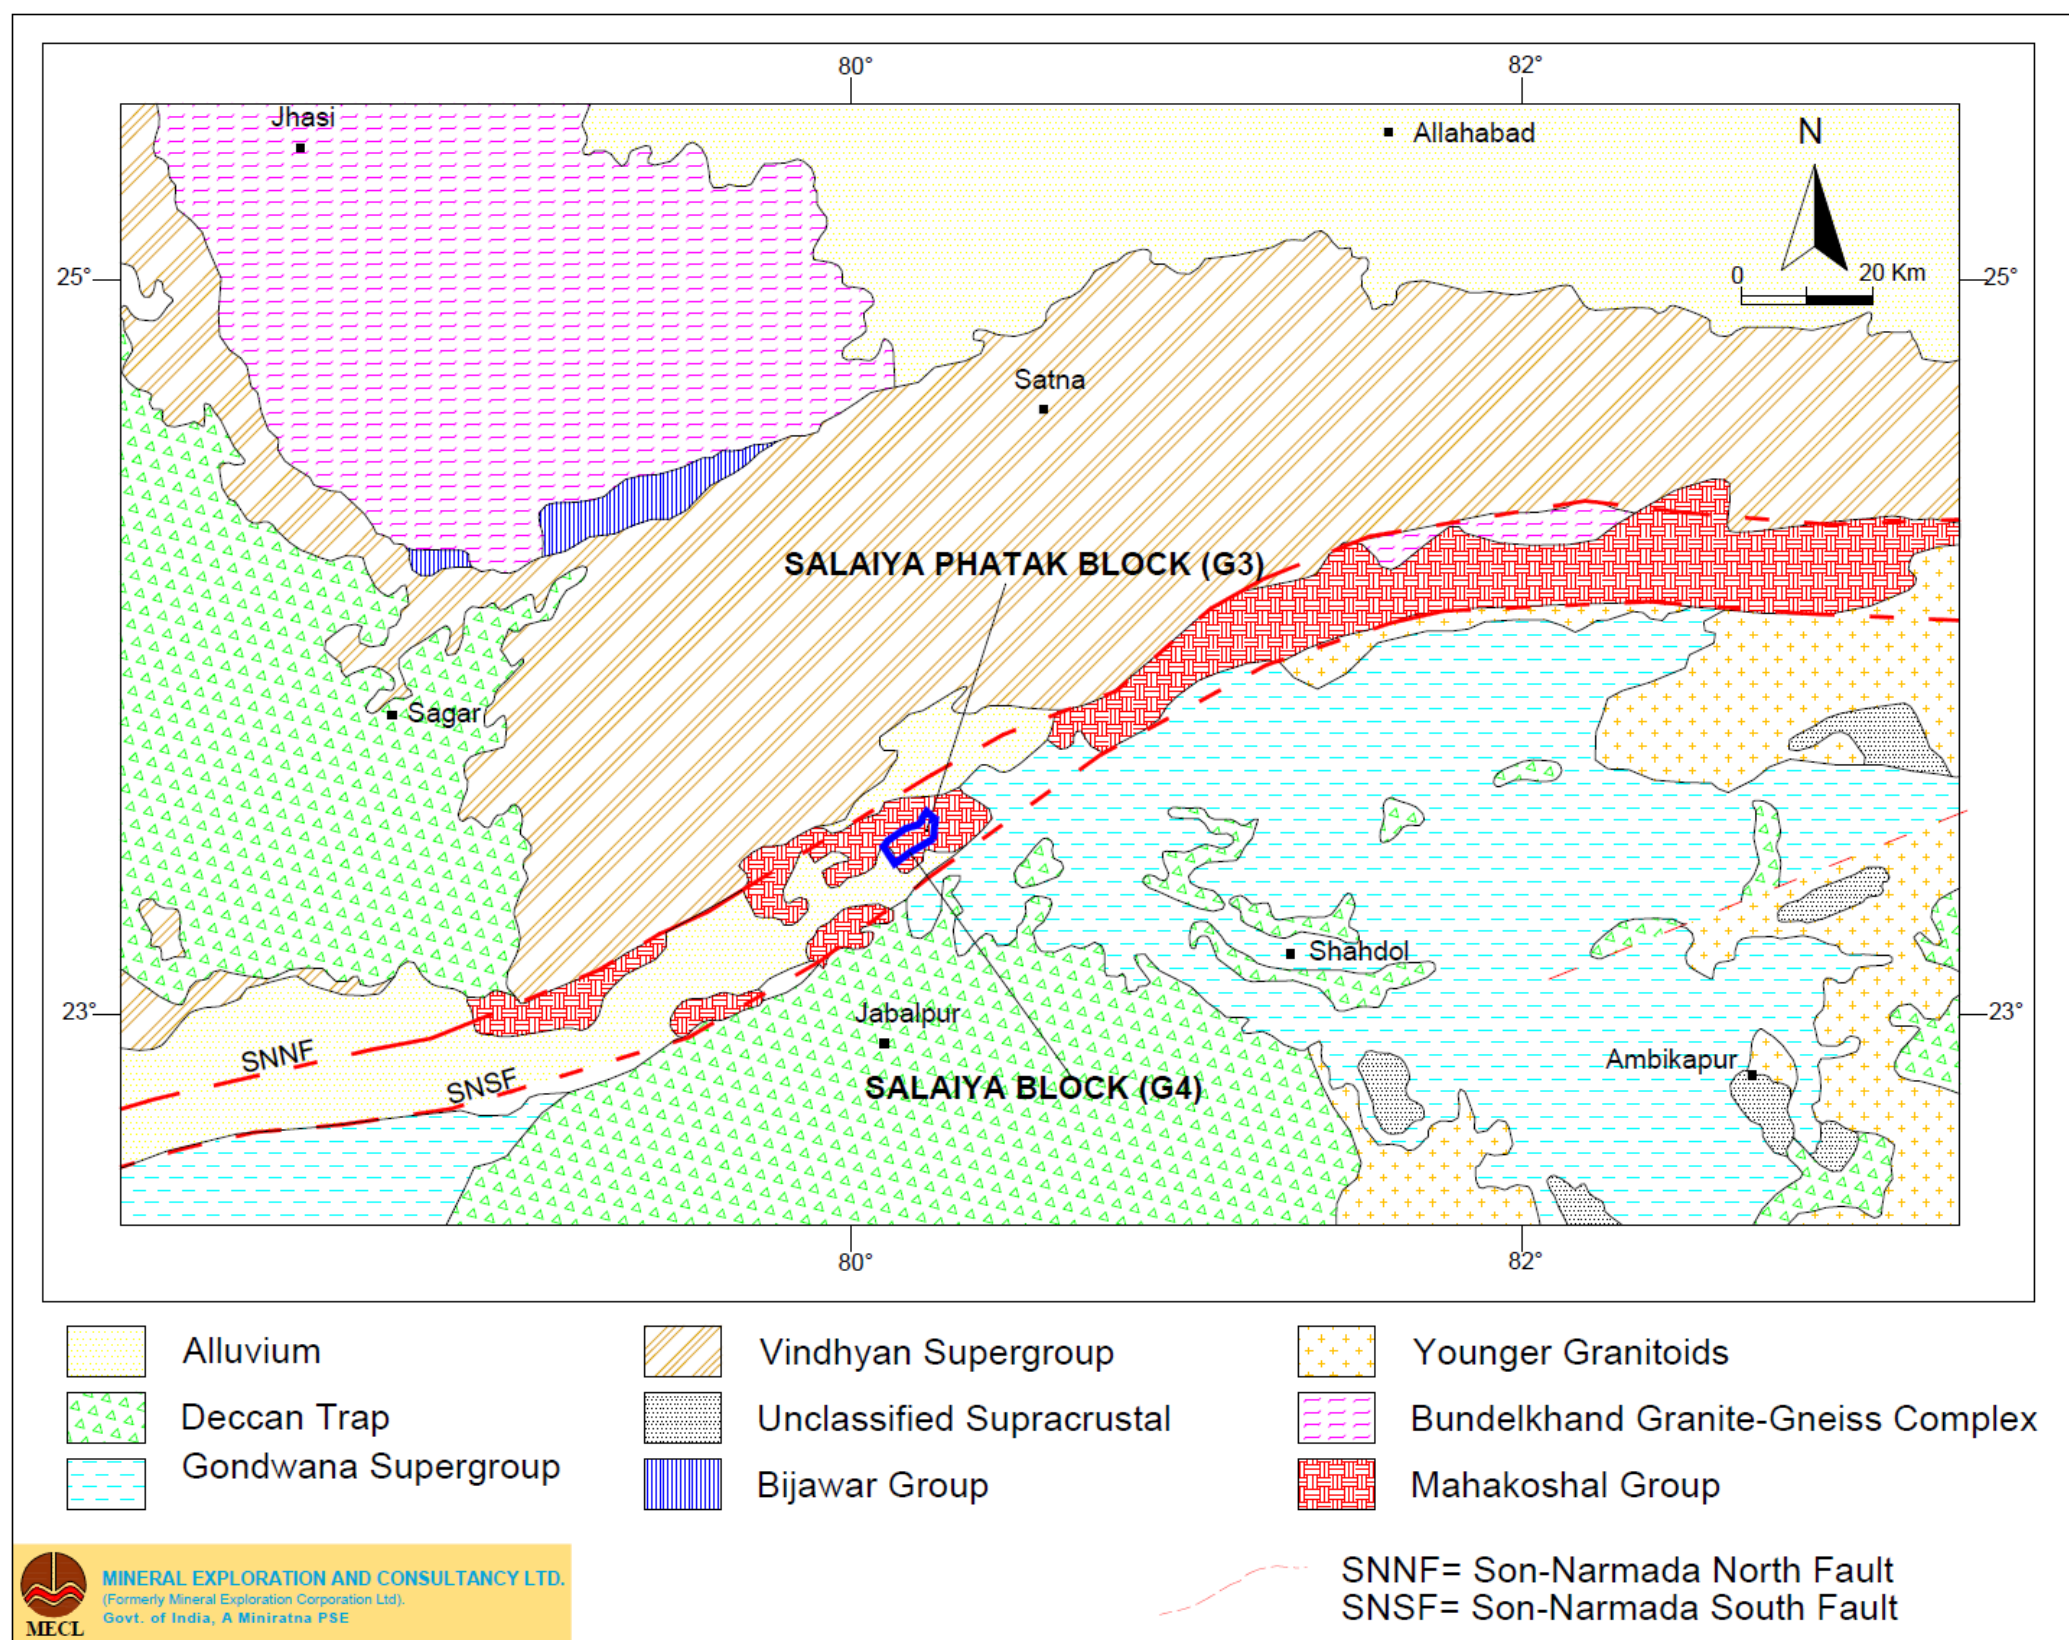 80°
82°
Jhasi
Allahabad
N
25°
0
20 Km
25°
Satna
SALAIYA PHATAK BLOCK (G3)
Sagar
Shahdol
23°
Jabalpur
23°
SNNF
Ambikapur
SNSF
SALAIYA BLOCK (G4)
80°
82°
Alluvium
Vindhyan Supergroup
Younger Granitoids
Deccan Trap
Unclassified Supracrustal
Bundelkhand Granite-Gneiss Complex
Gondwana Supergroup
Bijawar Group
Mahakoshal Group
MINERAL EXPLORATION AND CONSULTANCY LTD.
(Formerly Mineral Exploration Corporation Ltd).
Govt. of India, A Miniratna PSE
MECL
SNNF= Son-Narmada North Fault
SNSF= Son-Narmada South Fault